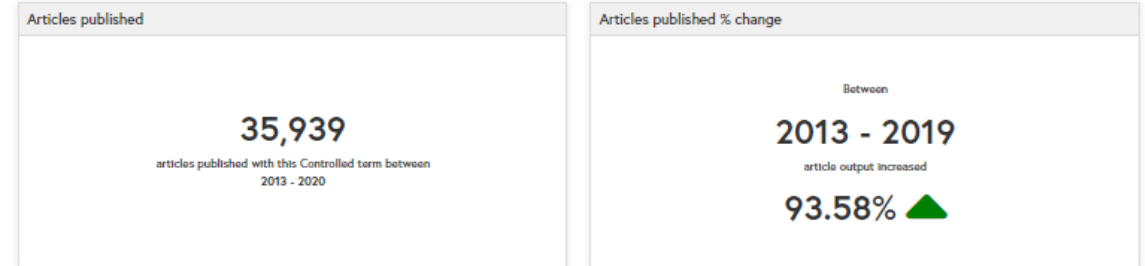 Articles published
35,939
articles published with this Controlled term between
2013 - 2020
Articles published % change
Between
2013 - 2019
article output increased
93.58%